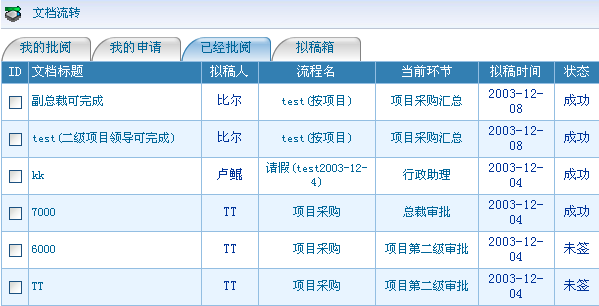 文档流转
我的批阅 我的申请 已经批阅 拟稿箱
ID 文档标题 拟稿人 流程名 当前环节 拟稿时间 状态
副总裁可完成 比尔 test(按项目) 项目采购汇总 2003-12-08 成功
test(二级项目领导可完成) 比尔 test(按项目) 项目采购汇总 2003-12-08 成功
kk 卢鲲 请假(test2003-12-4) 行政助理 2003-12-04 成功
7000 TT 项目采购 总裁审批 2003-12-04 成功
6000 TT 项目采购 项目第二级审批 2003-12-04 未签
TT TT 项目采购 项目第二级审批 2003-12-04 未签